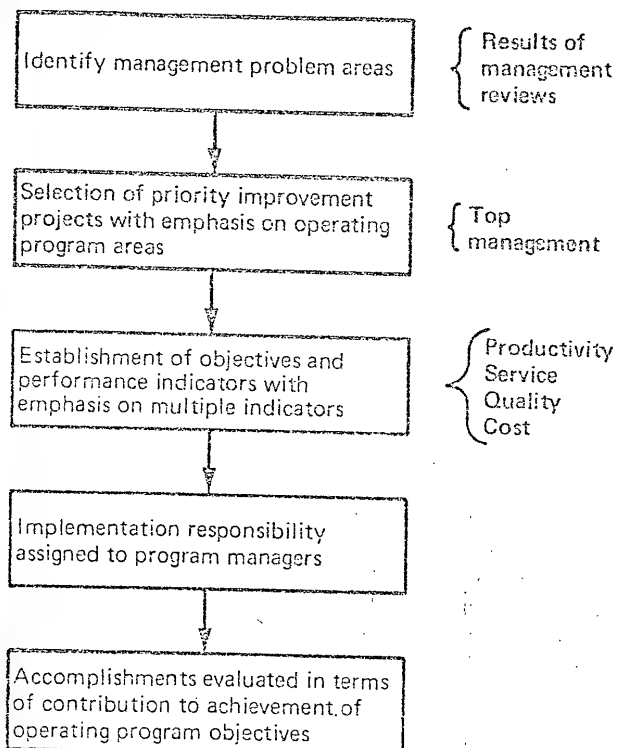 Identify management problem areas
Results of
management
reviews
Selection of priority improvement
projects with emphasis on operating
program areas
Top
management
Establishment of objectives and
performance indicators with
emphasis on multiple indicators
Productivity
Service
Quality
Cost
Implementation responsibility
assigned to program managers
Accomplishments evaluated in terms
of contribution to achievement of
operating program objectives